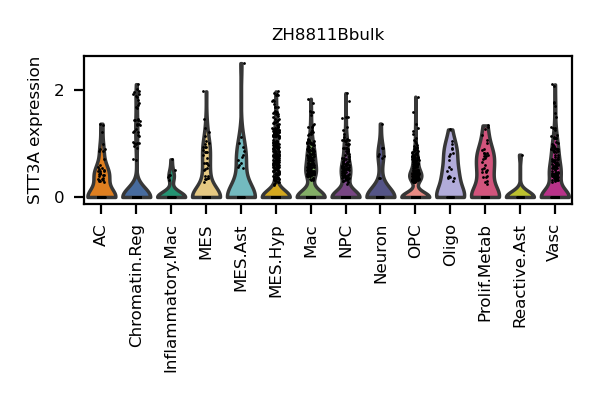 ZH8811Bbulk
STT3A expression
2
0
AC
Chromatin.Reg
Inflammatory.Mac
MES
MES.Ast
MES.Hyp
Mac
NPC
Neuron
OPC
Oligo
Prolif.Metab
Reactive.Ast
Vasc